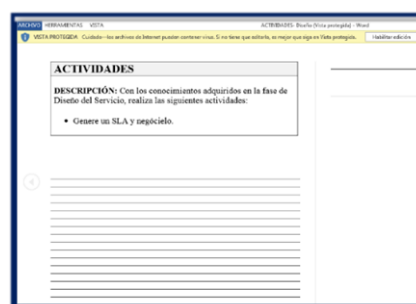 ARCHIVO HERRAMIENTAS VISTA
ACTIVIDADES- Diseño [Vista protegida] - Word
VISTA PROTEGIDA Cuidado—los archivos de Internet pueden contener virus. Si no tiene que editarlo, es mejor que siga en Vista protegida. Habilitar edición
ACTIVIDADES
DESCRIPCIÓN: Con los conocimientos adquiridos en la fase de
Diseño del Servicio, realiza las siguientes actividades:
• Genere un SLA y negócielo.